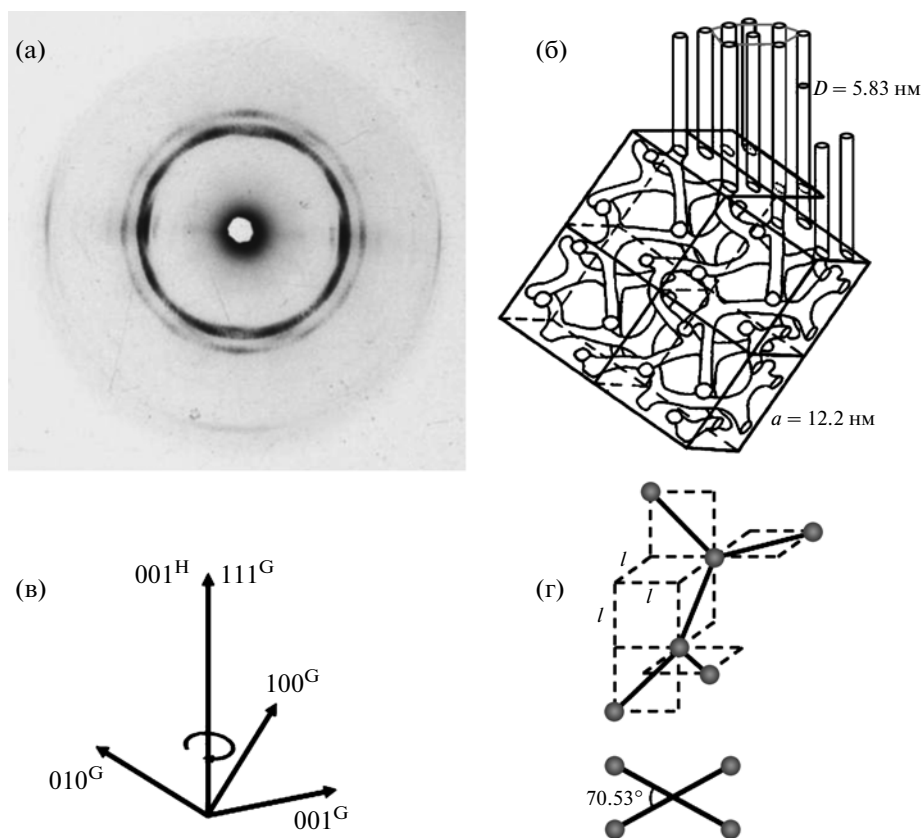 (а)
(б)
D = 5.83 нм
a = 12.2 нм
(в)
001H 111G
100G
010G
001G
(г)
l
l
l
70.53°